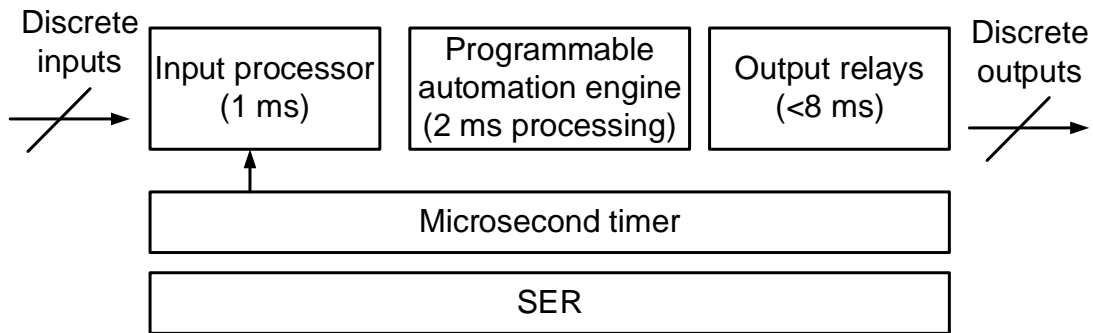 Discrete
inputs
Input processor
(1 ms)
Programmable
automation engine
(2 ms processing)
Output relays
(<8 ms)
Discrete
outputs
Microsecond timer
SER